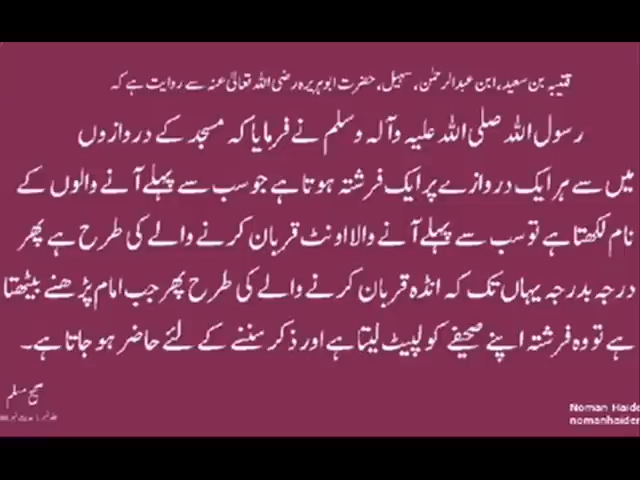 قتیبہ بن سعید، ابن عبدالرحمٰن، سہیل، حضرت ابوہریرہ رضی اللہ تعالیٰ عنہ سے روایت ہے کہ
رسول اللہ صلی اللہ علیہ وآلہ وسلم نے فرمایا کہ مسجد کے دروازوں
میں سے ہر ایک دروازے پر ایک فرشتہ ہوتا ہے جو سب سے پہلے آنے والوں کے
نام لکھتا ہے تو سب سے پہلے آنے والا اونٹ قربان کرنے والے کی طرح ہے پھر
درجہ بدرجہ یہاں تک کہ انڈہ قربان کرنے والے کی طرح پھر جب امام پڑھنے بیٹھتا
ہے تو وہ فرشتہ اپنے صحیفے کو لپیٹ لیتا ہے اور ذکر سننے کے لئے حاضر ہو جاتا ہے۔
صحیح مسلم
Noman Haide
nomanhaider